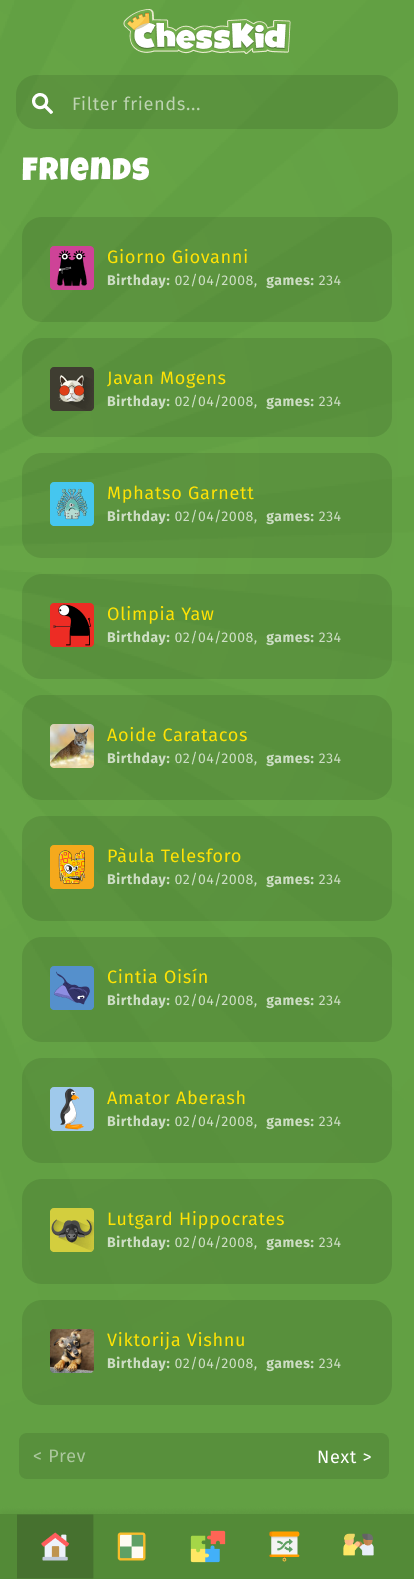 ChessKid
Filter friends...
Friends
Giorno Giovanni
Birthday: 02/04/2008, games: 234
Javan Mogens
Birthday: 02/04/2008, games: 234
Mphatso Garnett
Birthday: 02/04/2008, games: 234
Olimpia Yaw
Birthday: 02/04/2008, games: 234
Aoide Caratacos
Birthday: 02/04/2008, games: 234
Pàula Telesforo
Birthday: 02/04/2008, games: 234
Cintia Oisín
Birthday: 02/04/2008, games: 234
Amator Aberash
Birthday: 02/04/2008, games: 234
Lutgard Hippocrates
Birthday: 02/04/2008, games: 234
Viktorija Vishnu
Birthday: 02/04/2008, games: 234
< Prev Next >